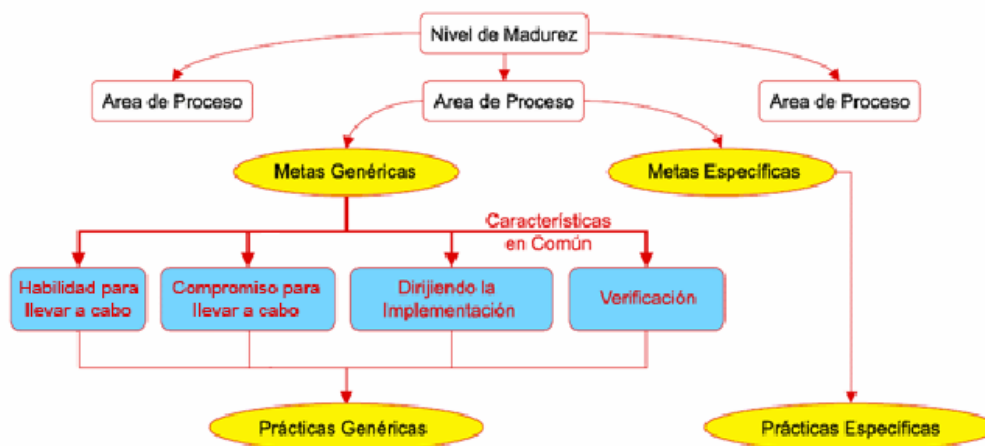 Nivel de Madurez
Area de Proceso
Area de Proceso
Area de Proceso
Metas Genéricas
Metas Específicas
Característícas
en Común
Habilidad para
llevar a cabo
Compromiso para
llevar a cabo
Dirijiendo la
Implementación
Verificación
Prácticas Genéricas
Prácticas Específicas